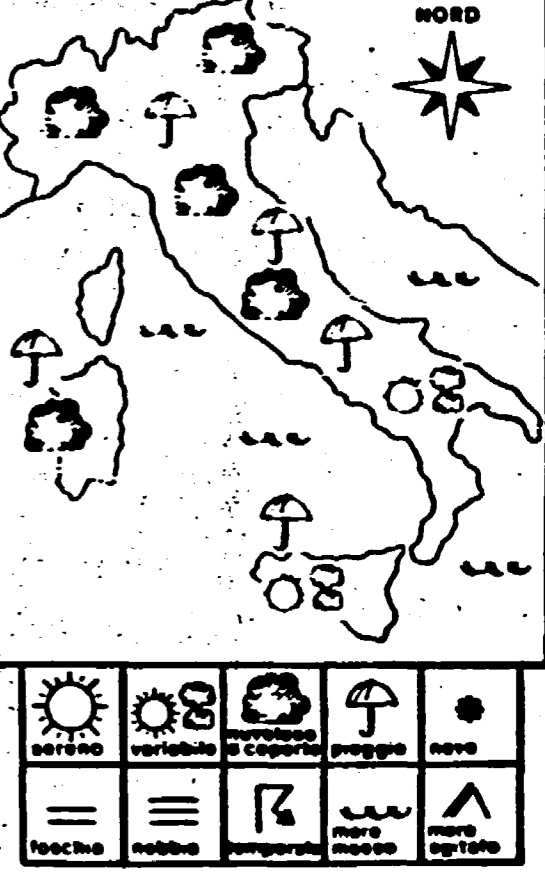 NORD
sereno
variabile
nuvoloso
o coperto
pioggia
neve
foschia
nebbia
temporale
mare
mosso
mare
agitato